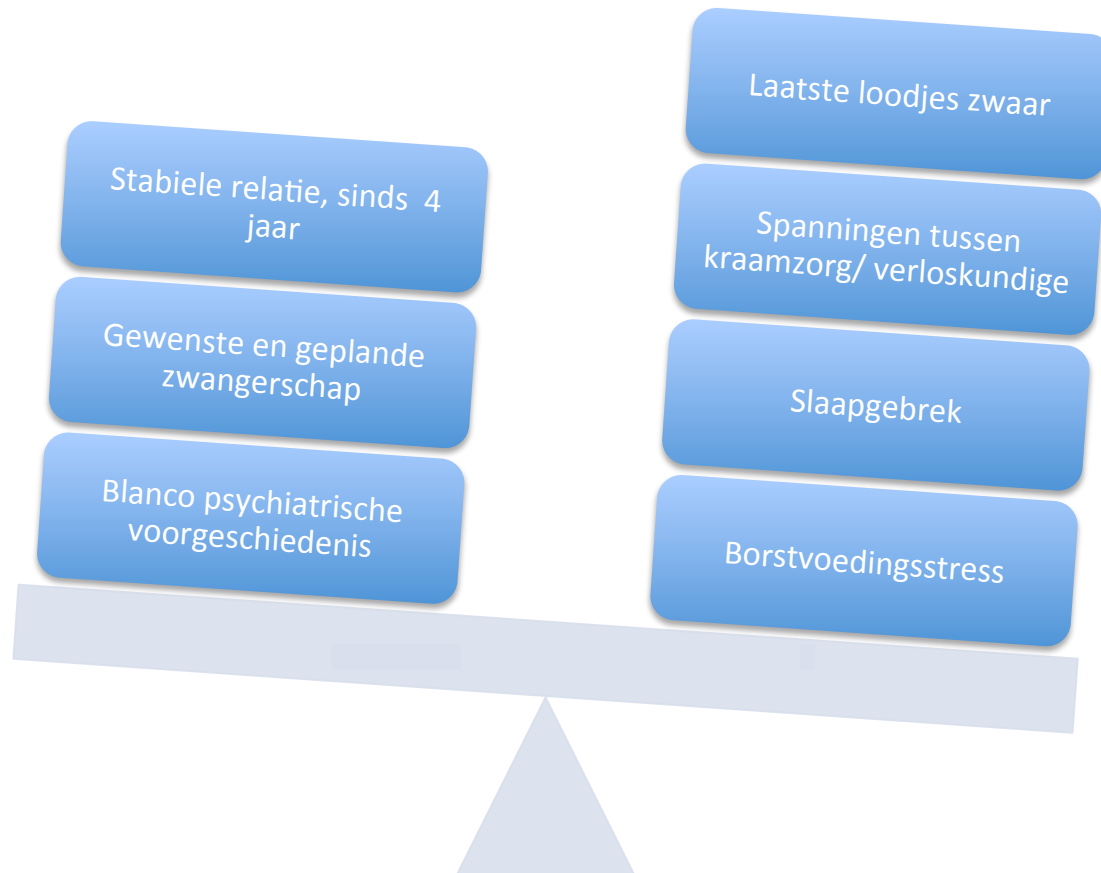 Stabiele relatie, sinds  4
jaar
Gewenste en geplande
zwangerschap
Blanco psychiatrische
voorgeschiedenis
Laatste loodjes zwaar
Spanningen tussen
kraamzorg/ verloskundige
Slaapgebrek
Borstvoedingsstress